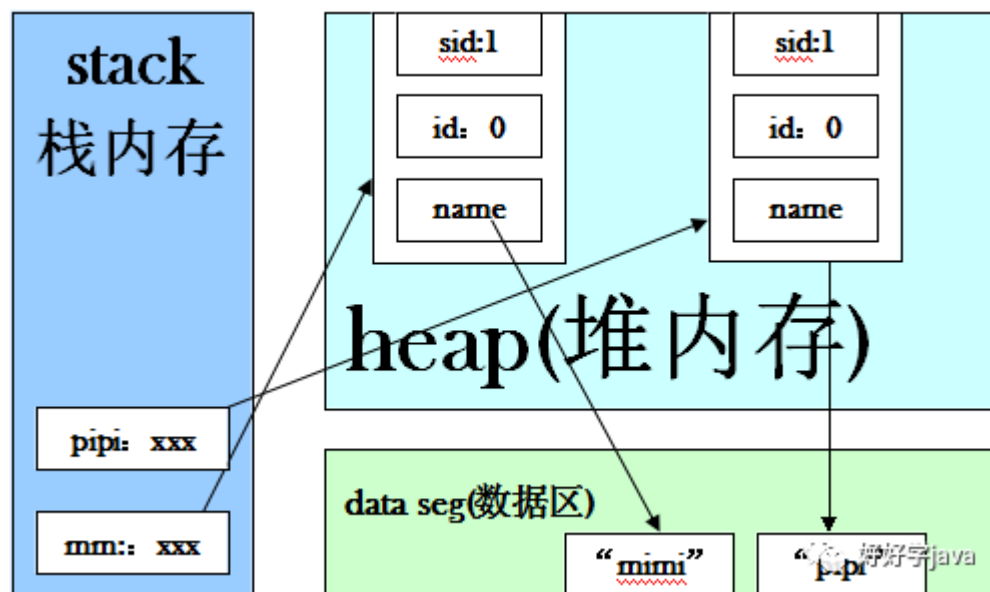 stack
栈内存
sid:1
sid:1
id：0
id：0
name
name
heap(堆内存)
pipi：xxx
mm:：xxx
data seg(数据区)
“mimi”
“pipi”
好好学java